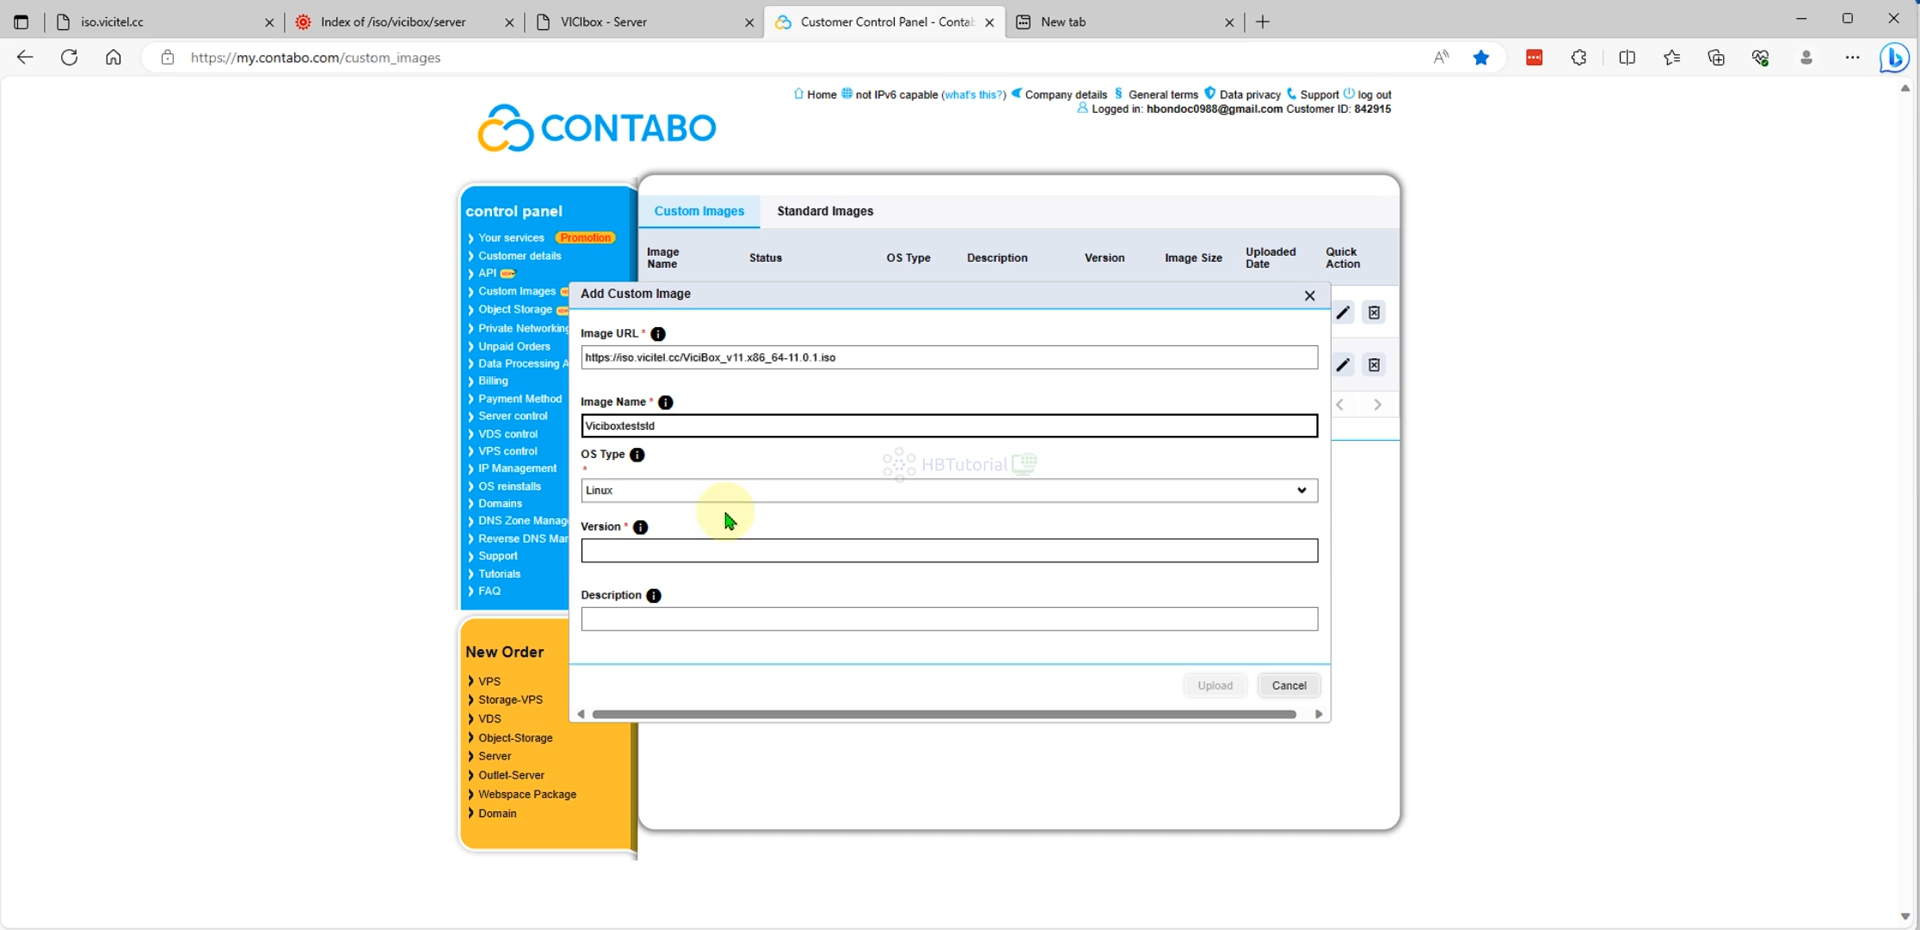 iso.vicitel.cc
Index of /iso/vicibox/server
VICIbox - Server
Customer Control Panel - Contab
New tab
https://my.contabo.com/custom_images
Home not IPv6 capable (what's this?) Company details General terms Data privacy Support log out
Logged in: hbondoc0988@gmail.com Customer ID: 842915
CONTABO
control panel
Your services Promotion
Customer details
API
Custom Images
Object Storage
Private Networking
Unpaid Orders
Data Processing A
Billing
Payment Method
Server control
VDS control
VPS control
IP Management
OS reinstalls
Domains
DNS Zone Manag
Reverse DNS Mar
Support
Tutorials
FAQ
New Order
VPS
Storage-VPS
VDS
Object-Storage
Server
Outlet-Server
Webspace Package
Domain
Custom Images Standard Images
Image Name Status OS Type Description Version Image Size Uploaded Date Quick Action
Add Custom Image
Image URL *
https://iso.vicitel.cc/ViciBox_v11.x86_64-11.0.1.iso
Image Name *
Viciboxteststd
OS Type
*
HBTutorial
Linux
Version *
Description
Upload Cancel